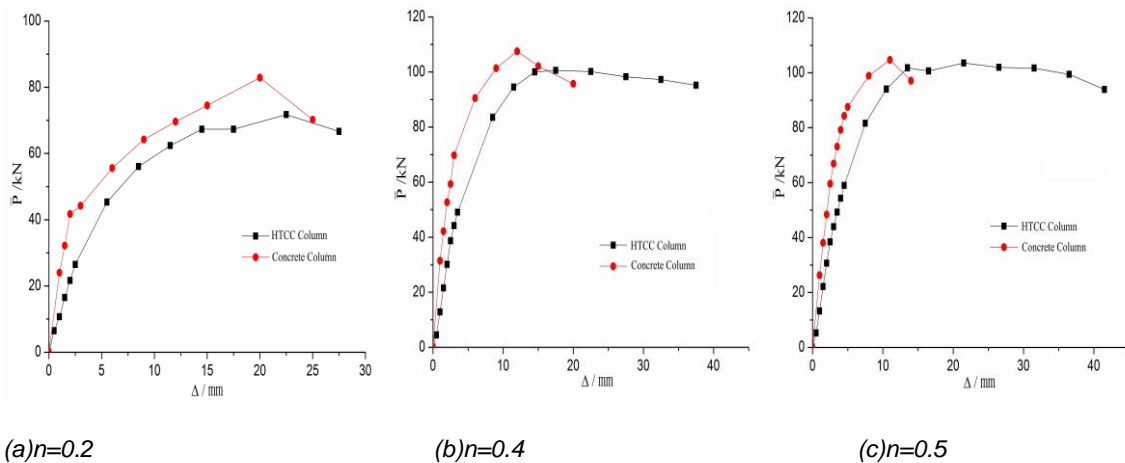 100
80
60
40
20
0
P̄ /kN
HTCC Column
Concrete Column
0 5 10 15 20 25 30
Δ / mm
120
100
80
60
40
20
0
P̄ /kN
HTCC Column
Concrete Column
0 20 40
Δ / mm
120
100
80
60
40
20
0
P̄ /kN
HTCC Column
Concrete Column
0 10 20 30 40
Δ / mm
(a)n=0.2 (b)n=0.4 (c)n=0.5